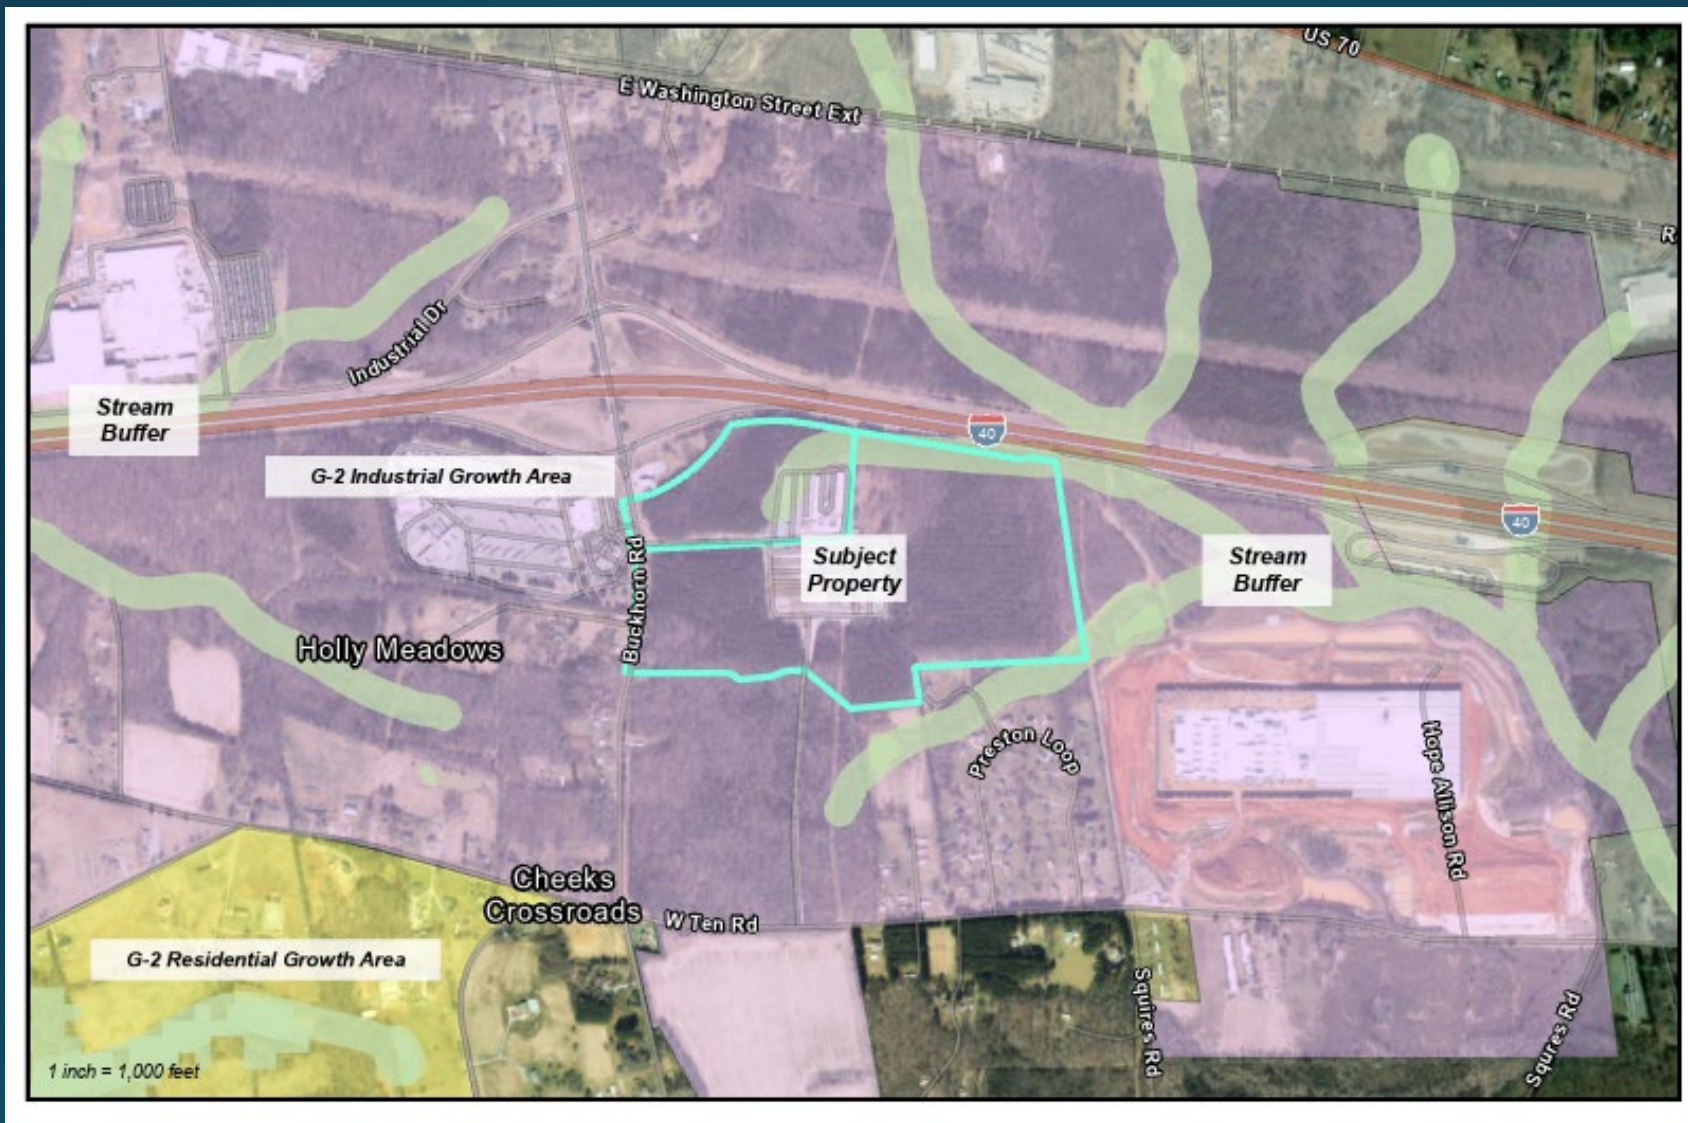 US 70
E Washington Street Ext
R
Industrial Dr
Stream
Buffer
40
G-2 Industrial Growth Area
40
Buckhorn Rd
Subject
Property
Stream
Buffer
Holly Meadows
Preston Loop
Hope Allison Rd
Cheeks
Crossroads
W Ten Rd
G-2 Residential Growth Area
Squires Rd
Squres Rd
1 inch = 1,000 feet